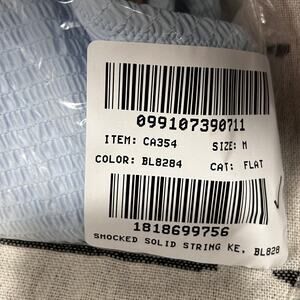 099107390711
ITEM: CA354 SIZE: M
COLOR: BL8284 CAT: FLAT
1818699756
SMOCKED SOLID STRING KE, BL828